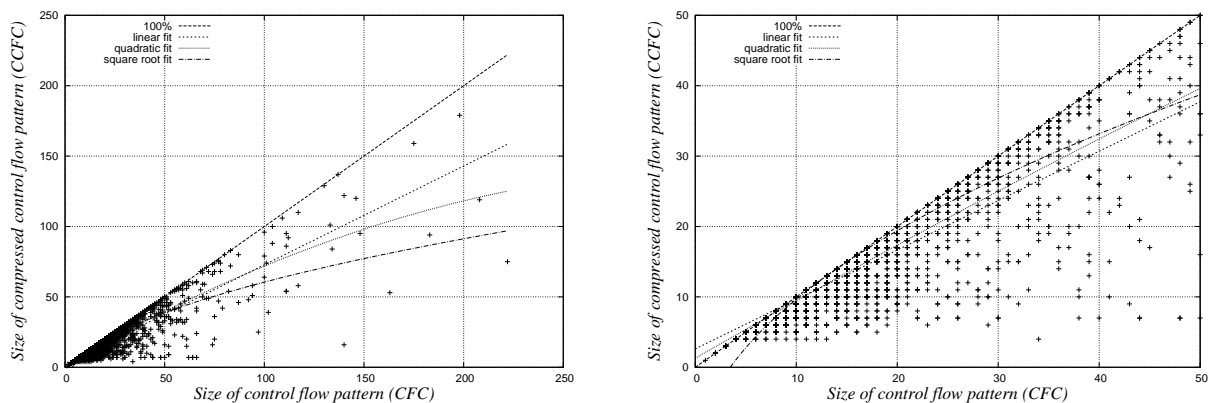 250
200
150
100
50
0
0 50 100 150 200 250
Size of compressed control flow pattern (CCFC)
Size of control flow pattern (CFC)
100%
linear fit
quadratic fit
square root fit
50
40
30
20
10
0
0 10 20 30 40 50
Size of compressed control flow pattern (CCFC)
Size of control flow pattern (CFC)
100%
linear fit
quadratic fit
square root fit